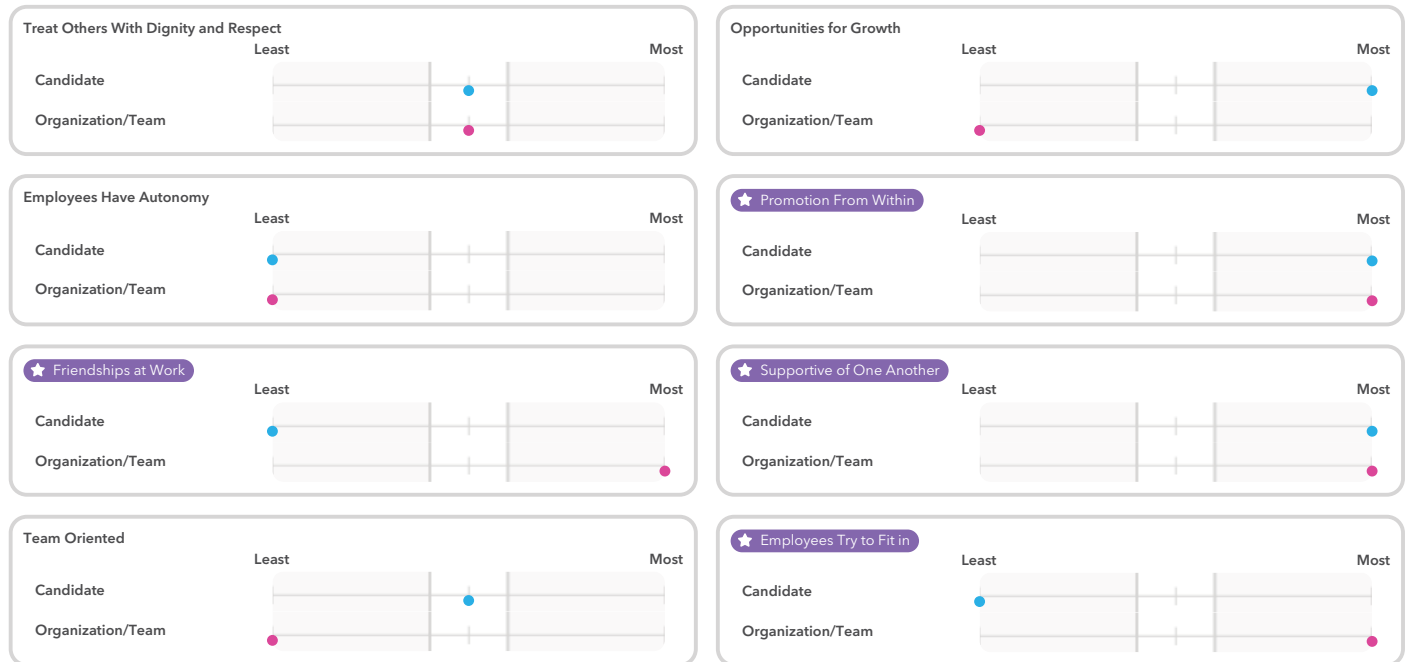 Treat Others With Dignity and Respect
Least Most
Candidate
Organization/Team
Opportunities for Growth
Least Most
Candidate
Organization/Team
Employees Have Autonomy
Least Most
Candidate
Organization/Team
Promotion From Within
Least Most
Candidate
Organization/Team
Friendships at Work
Least Most
Candidate
Organization/Team
Supportive of One Another
Least Most
Candidate
Organization/Team
Team Oriented
Least Most
Candidate
Organization/Team
Employees Try to Fit in
Least Most
Candidate
Organization/Team